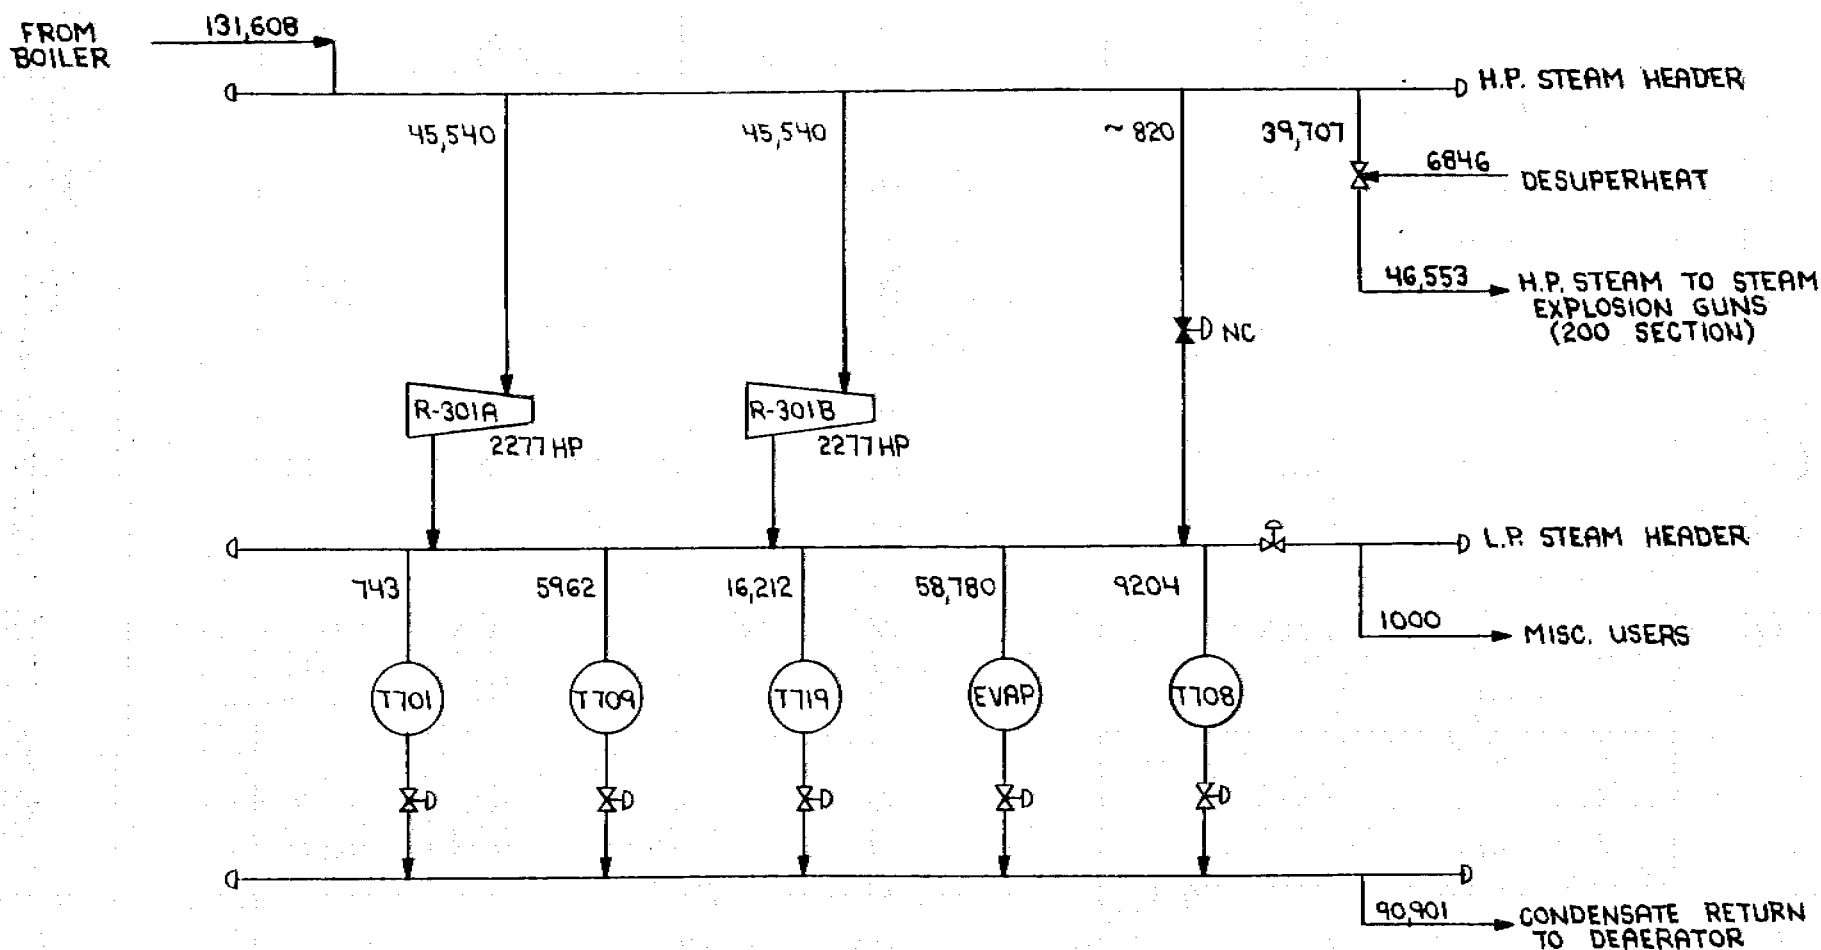 FROM
BOILER
131,608
H.P. STEAM HEADER
45,540
45,540
~ 820
39,707
6846
DESUPERHEAT
46,553
H.P. STEAM TO STEAM
EXPLOSION GUNS
(200 SECTION)
NC
R-301A
2277 HP
R-301B
2277 HP
L.P. STEAM HEADER
743
5962
16,212
58,780
9204
1000
MISC. USERS
T701
T709
T719
EVAP
T708
90,901
CONDENSATE RETURN
TO DEAERATOR